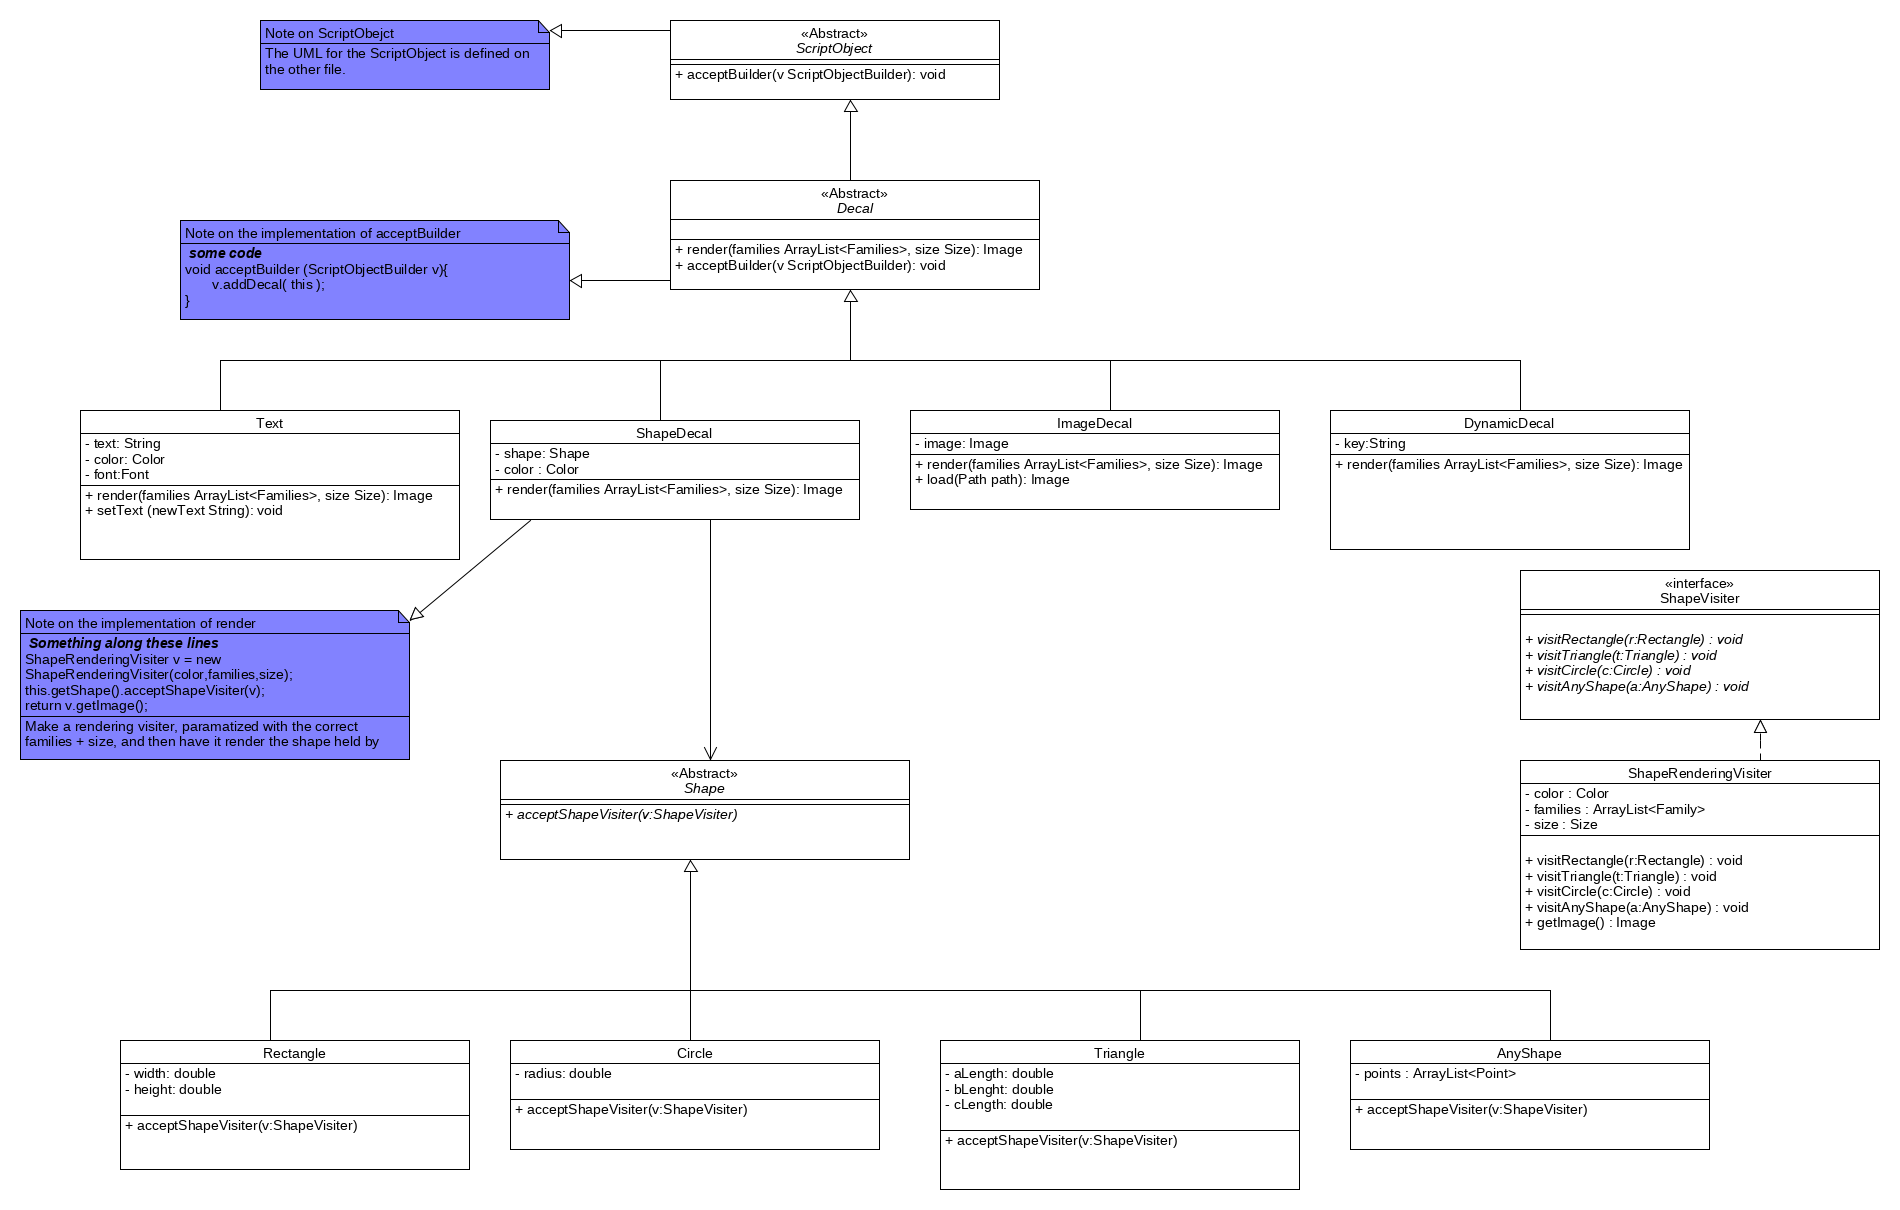 Note on ScriptObejct
The UML for the ScriptObject is defined on
the other file.
«Abstract»
ScriptObject
+ acceptBuilder(v ScriptObjectBuilder): void
«Abstract»
Decal
+ render(families ArrayList<Families>, size Size): Image
+ acceptBuilder(v ScriptObjectBuilder): void
Note on the implementation of acceptBuilder
some code
void acceptBuilder (ScriptObjectBuilder v){
v.addDecal( this );
}
Text
- text: String
- color: Color
- font:Font
+ render(families ArrayList<Families>, size Size): Image
+ setText (newText String): void
ShapeDecal
- shape: Shape
- color : Color
+ render(families ArrayList<Families>, size Size): Image
ImageDecal
- image: Image
+ render(families ArrayList<Families>, size Size): Image
+ load(Path path): Image
DynamicDecal
- key:String
+ render(families ArrayList<Families>, size Size): Image
Note on the implementation of render
Something along these lines
ShapeRenderingVisiter v = new
ShapeRenderingVisiter(color,families,size);
this.getShape().acceptShapeVisiter(v);
return v.getImage();
Make a rendering visiter, paramatized with the correct
families + size, and then have it render the shape held by
«interface»
ShapeVisiter
+ visitRectangle(r:Rectangle) : void
+ visitTriangle(t:Triangle) : void
+ visitCircle(c:Circle) : void
+ visitAnyShape(a:AnyShape) : void
«Abstract»
Shape
+ acceptShapeVisiter(v:ShapeVisiter)
ShapeRenderingVisiter
- color : Color
- families : ArrayList<Family>
- size : Size
+ visitRectangle(r:Rectangle) : void
+ visitTriangle(t:Triangle) : void
+ visitCircle(c:Circle) : void
+ visitAnyShape(a:AnyShape) : void
+ getImage() : Image
Rectangle
- width: double
- height: double
+ acceptShapeVisiter(v:ShapeVisiter)
Circle
- radius: double
+ acceptShapeVisiter(v:ShapeVisiter)
Triangle
- aLength: double
- bLenght: double
- cLength: double
+ acceptShapeVisiter(v:ShapeVisiter)
AnyShape
- points : ArrayList<Point>
+ acceptShapeVisiter(v:ShapeVisiter)